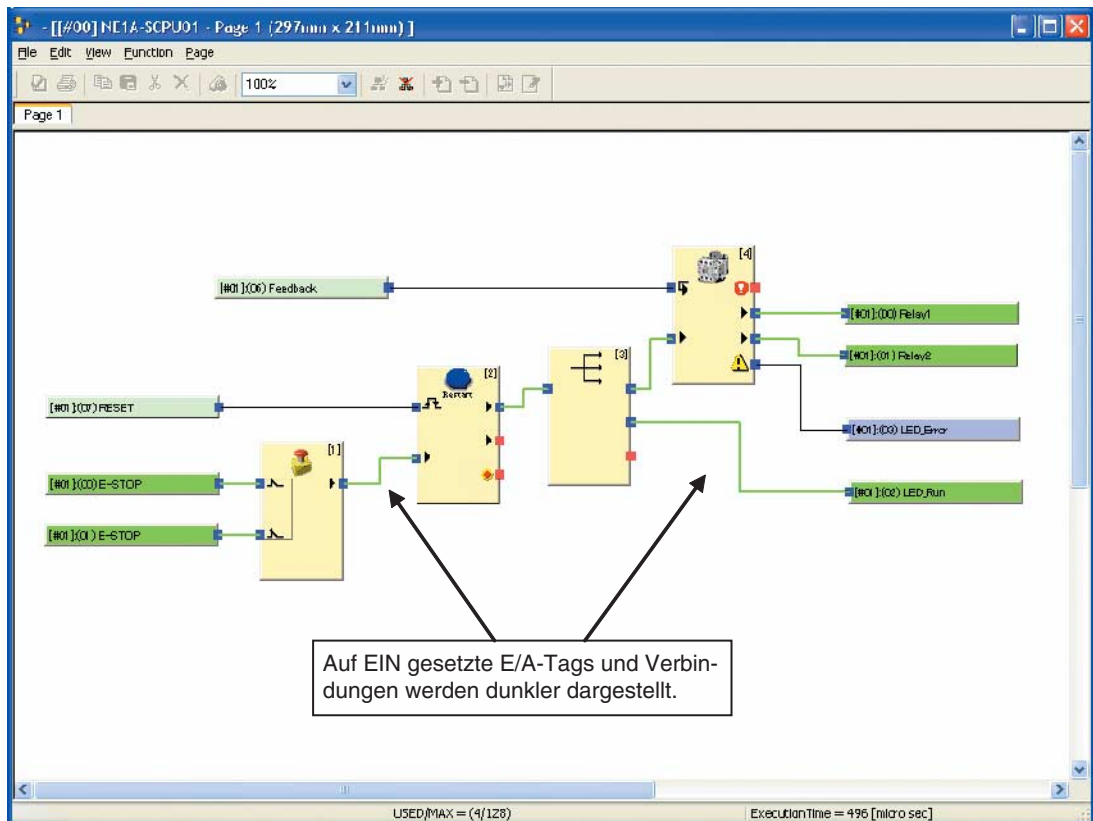 - [[#00] NE1A-SCPU01 - Page 1 (297mm x 211mm) ]
File Edit View Function Page
100%
Page 1
[4]
[#01]:(06) Feedback
[#01]:(00) Relay1
[3]
[#01]:(01) Relay2
[2]
Restart
[#01]:(07) RESET
[#01]:(03) LED_Error
[1]
[#01]:(00) E-STOP
[#01]:(02) LED_Run
[#01]:(01) E-STOP
Auf EIN gesetzte E/A-Tags und Verbin-
dungen werden dunkler dargestellt.
USED/MAX = (4/128)
ExecutionTime = 496 [micro sec]